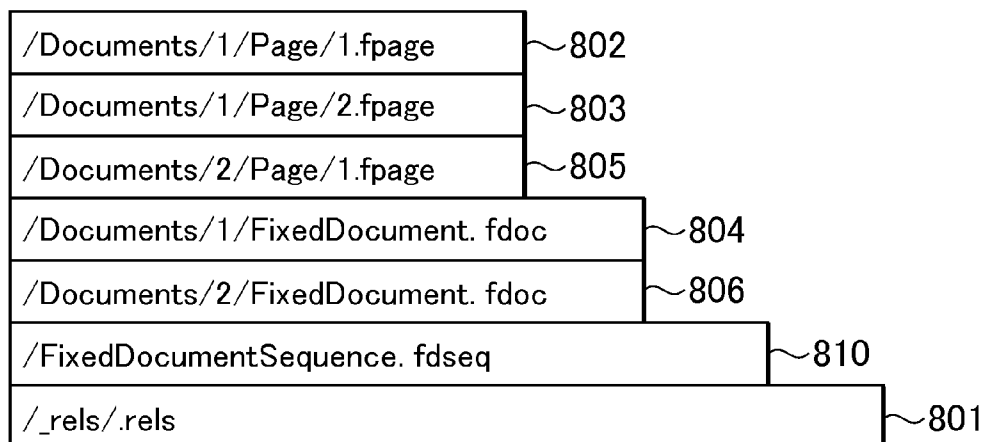 /Documents/1/Page/1.fpage 802
/Documents/1/Page/2.fpage 803
/Documents/2/Page/1.fpage 805
/Documents/1/FixedDocument. fdoc 804
/Documents/2/FixedDocument. fdoc 806
/FixedDocumentSequence. fdseq 810
/_rels/.rels 801